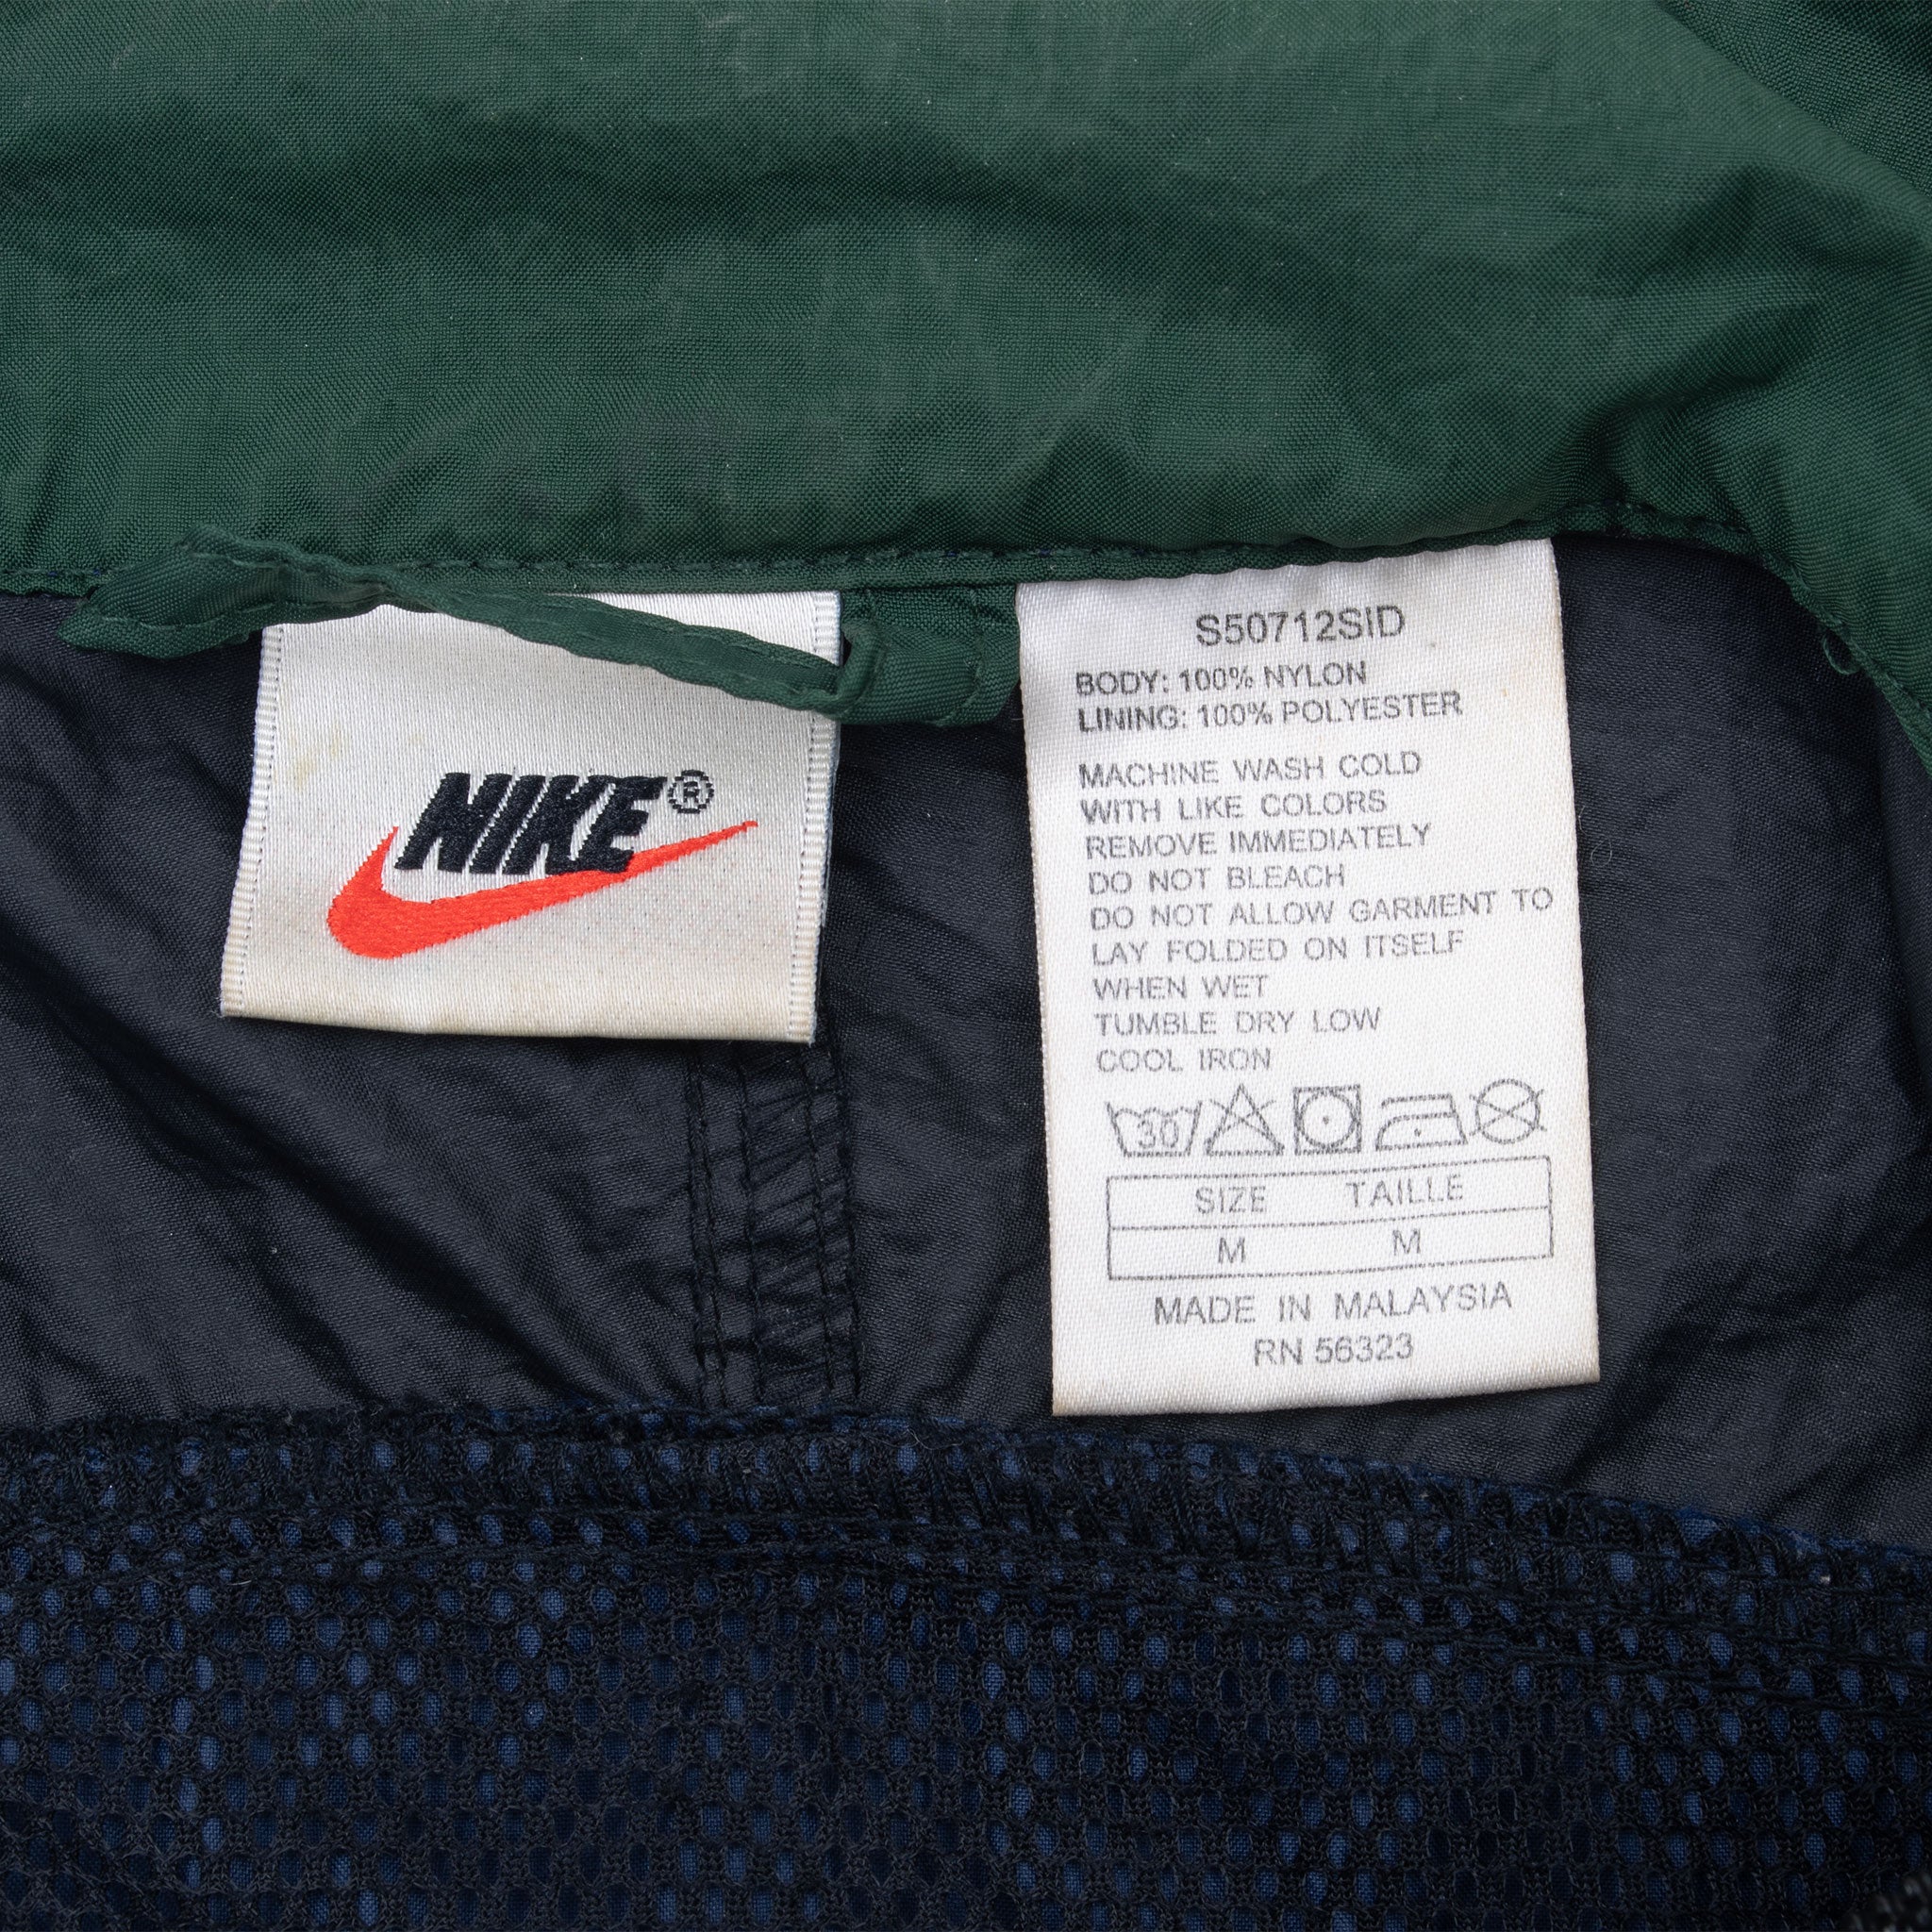 NIKE®
S50712SID
BODY: 100% NYLON
LINING: 100% POLYESTER
MACHINE WASH COLD
WITH LIKE COLORS
REMOVE IMMEDIATELY
DO NOT BLEACH
DO NOT ALLOW GARMENT TO
LAY FOLDED ON ITSELF
WHEN WET
TUMBLE DRY LOW
COOL IRON
30
SIZE TAILLE
M M
MADE IN MALAYSIA
RN 56323